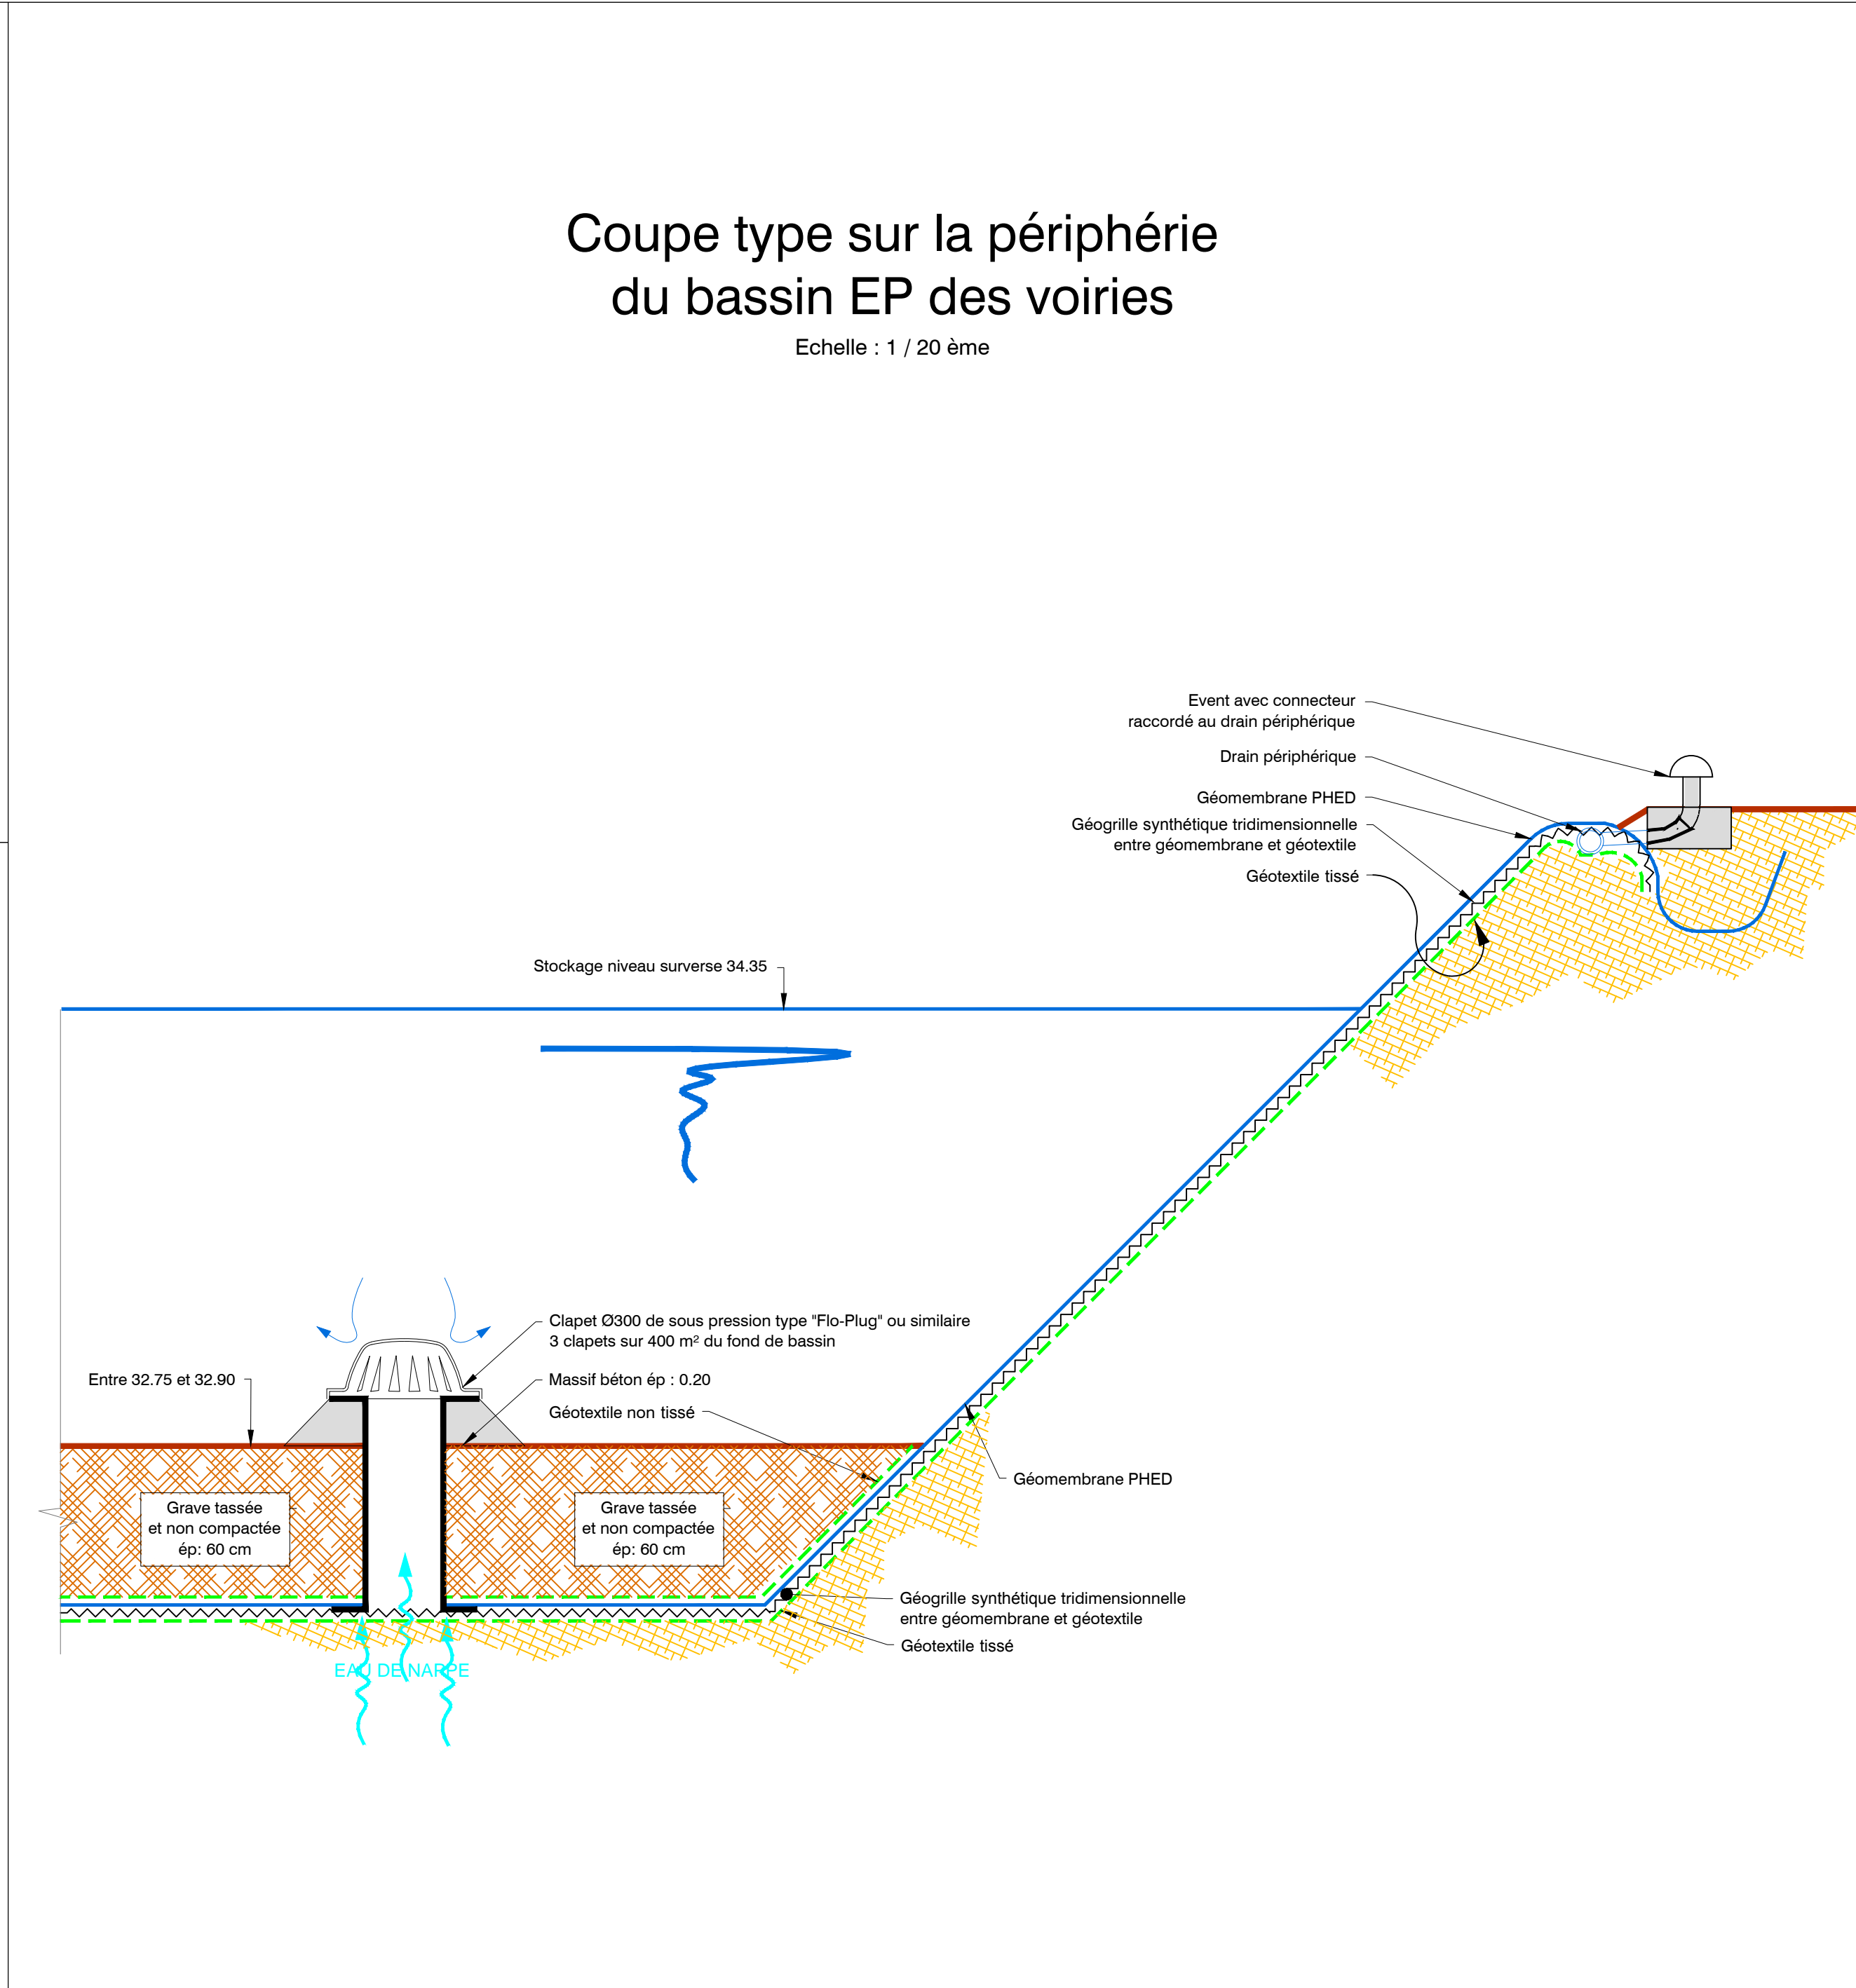 Coupe type sur la périphérie
du bassin EP des voiries
Echelle : 1 / 20 ème
Event avec connecteur
raccordé au drain périphérique
Drain périphérique
Géomembrane PHED
Géogrille synthétique tridimensionnelle
entre géomembrane et géotextile
Géotextile tissé
Stockage niveau surverse 34.35
Clapet Ø300 de sous pression type "Flo-Plug" ou similaire
3 clapets sur 400 m² du fond de bassin
Entre 32.75 et 32.90
Massif béton ép : 0.20
Géotextile non tissé
Géomembrane PHED
Grave tassée
et non compactée
ép: 60 cm
Grave tassée
et non compactée
ép: 60 cm
Géogrille synthétique tridimensionnelle
entre géomembrane et géotextile
Géotextile tissé
EAU DE NAPPE